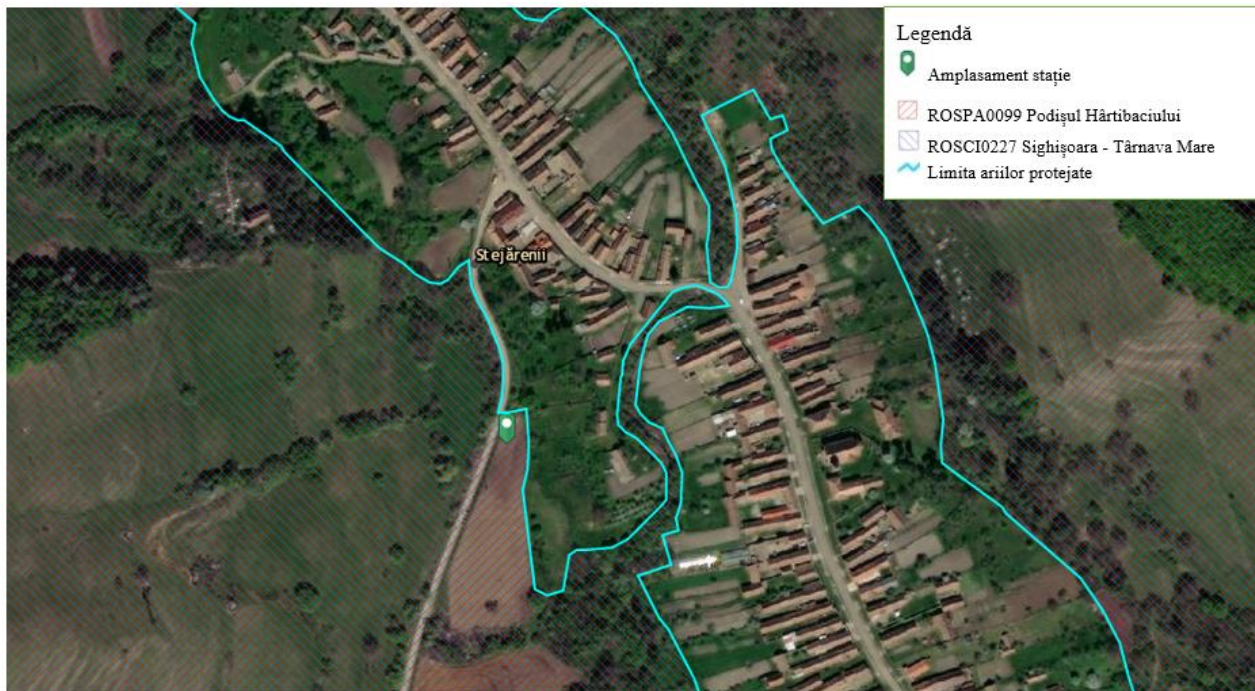 Legendă
Amplasament stație
ROSPA0099 Podișul Hârtibaciului
ROSCI0227 Sighișoara - Târnava Mare
Limita ariilor protejate
Stejărenii